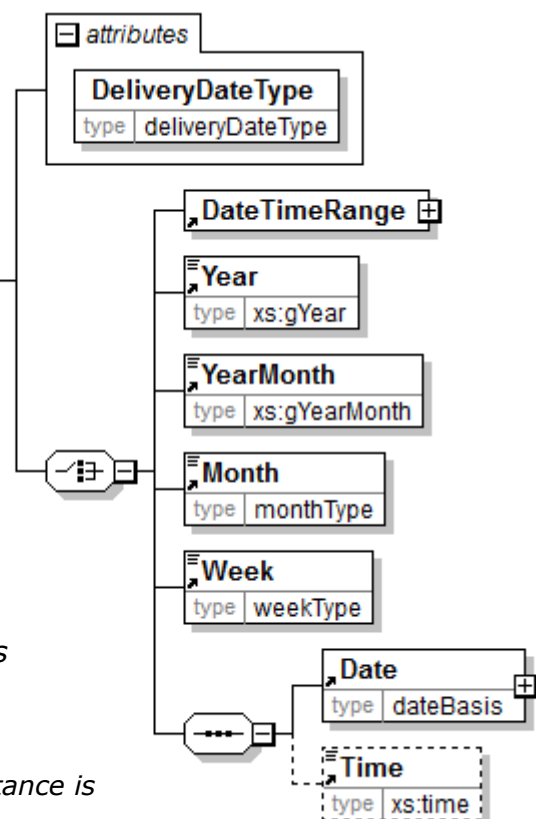 attributes
DeliveryDateType
type deliveryDateType
DateTimeRange
Year
type xs:gYear
YearMonth
type xs:gYearMonth
Month
type monthType
Week
type weekType
Date
type dateBasis
Time
type xs:time
is